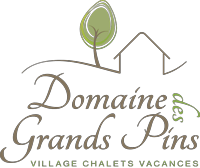 Domaine des
Grands Pins
VILLAGE CHALETS VACANCES